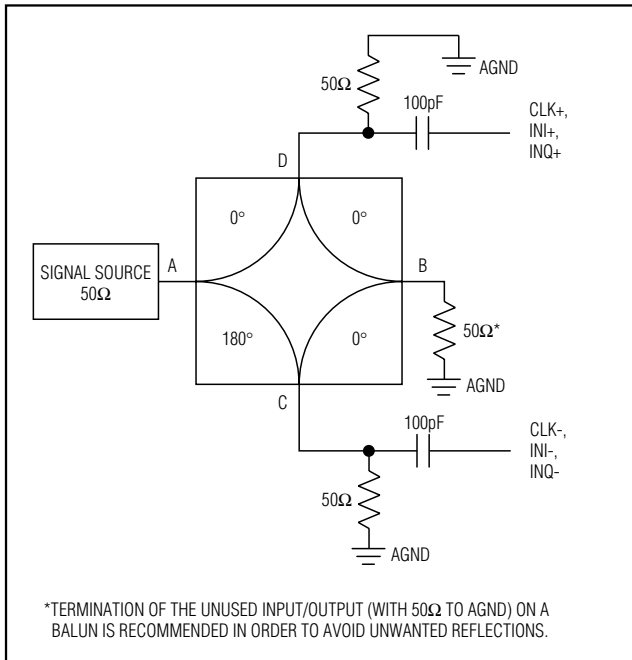 AGND
50Ω
100pF
CLK+,
INI+,
INQ+
D
0°
0°
SIGNAL SOURCE
50Ω
A
B
180°
0°
50Ω*
AGND
C
100pF
CLK-,
INI-,
INQ-
50Ω
AGND
*TERMINATION OF THE UNUSED INPUT/OUTPUT (WITH 50Ω TO AGND) ON A
BALUN IS RECOMMENDED IN ORDER TO AVOID UNWANTED REFLECTIONS.